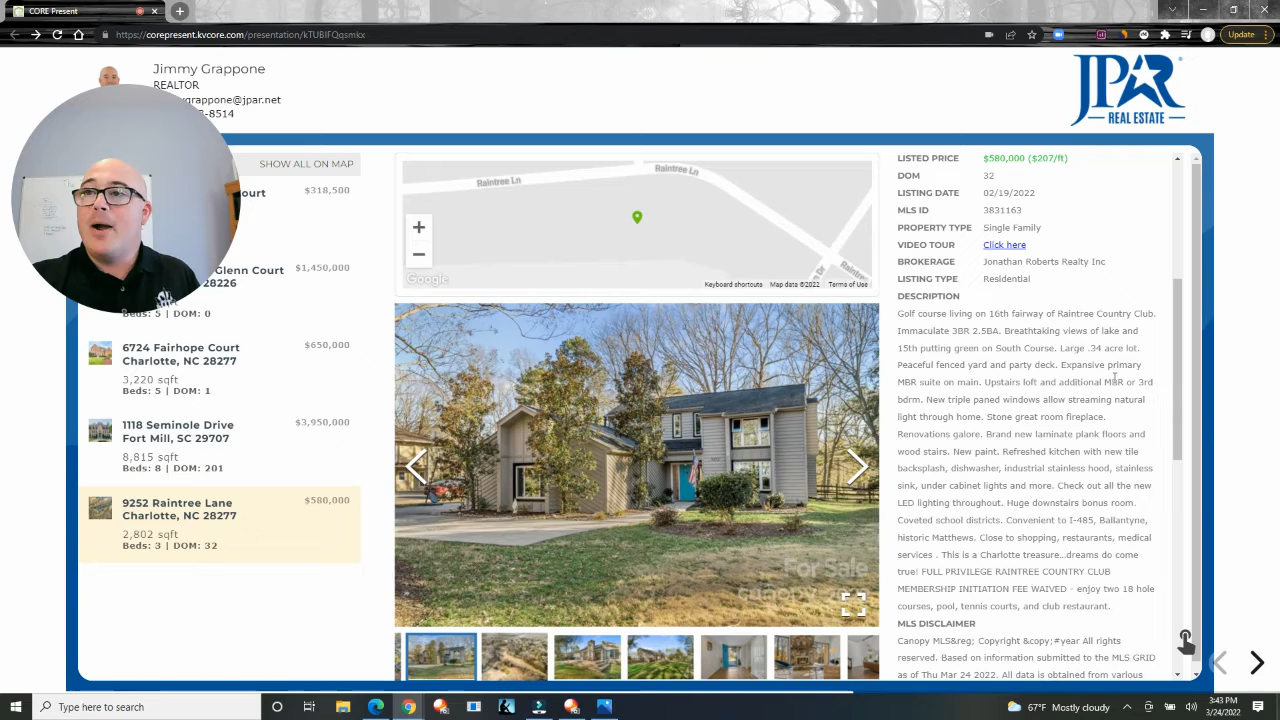 CORE Present
https://corepresent.kvcore.com/presentation/kTUBIFQqsmkx
Update
Jimmy Grappone
REALTOR
ygrappone@jpar.net
-8514
JPAR
REAL ESTATE
SHOW ALL ON MAP
ourt
$318,500
Glenn Court
$1,450,000
28226
Beds: 5 | DOM: 0
6724 Fairhope Court
$650,000
Charlotte, NC 28277
3,220 sqft
Beds: 5 | DOM: 1
1118 Seminole Drive
$3,950,000
Fort Mill, SC 29707
8,815 sqft
Beds: 8 | DOM: 201
9252 Raintree Lane
$580,000
Charlotte, NC 28277
2,802 sqft
Beds: 3 | DOM: 32
Raintree Ln
Raintree Ln
Google
Keyboard shortcuts
Map data ©2022
Terms of Use
For Sale
LISTED PRICE $580,000 ($207/ft)
DOM 32
LISTING DATE 02/19/2022
MLS ID 3831163
PROPERTY TYPE Single Family
VIDEO TOUR Click here
BROKERAGE Jonathan Roberts Realty Inc
LISTING TYPE Residential
DESCRIPTION
Golf course living on 16th fairway of Raintree Country Club.
Immaculate 3BR 2.5BA. Breathtaking views of lake and
15th putting green on South Course. Large .34 acre lot.
Peaceful fenced yard and party deck. Expansive primary
MBR suite on main. Upstairs loft and additional MBR or 3rd
bdrm. New triple paned windows allow streaming natural
light through home. Stone great room fireplace.
Renovations galore. Brand new laminate plank floors and
wood stairs. New paint. Refreshed kitchen with new tile
backsplash, dishwasher, industrial stainless hood, stainless
sink, under cabinet lights and more. Check out all the new
LED lighting throughout. Huge downstairs bonus room.
Coveted school districts. Convenient to I-485, Ballantyne,
historic Matthews. Close to shopping, restaurants, medical
services . This is a Charlotte treasure...dreams do come
true! FULL PRIVILEGE RAINTREE COUNTRY CLUB
MEMBERSHIP INITIATION FEE WAIVED - enjoy two 18 hole
courses, pool, tennis courts, and club restaurant.
MLS DISCLAIMER
Canopy MLS&reg; Copyright &copy;#year All rights
reserved. Based on information submitted to the MLS GRID
as of Thu Mar 24 2022. All data is obtained from various
Type here to search
67°F Mostly cloudy
3:43 PM
3/24/2022
3:43 PM